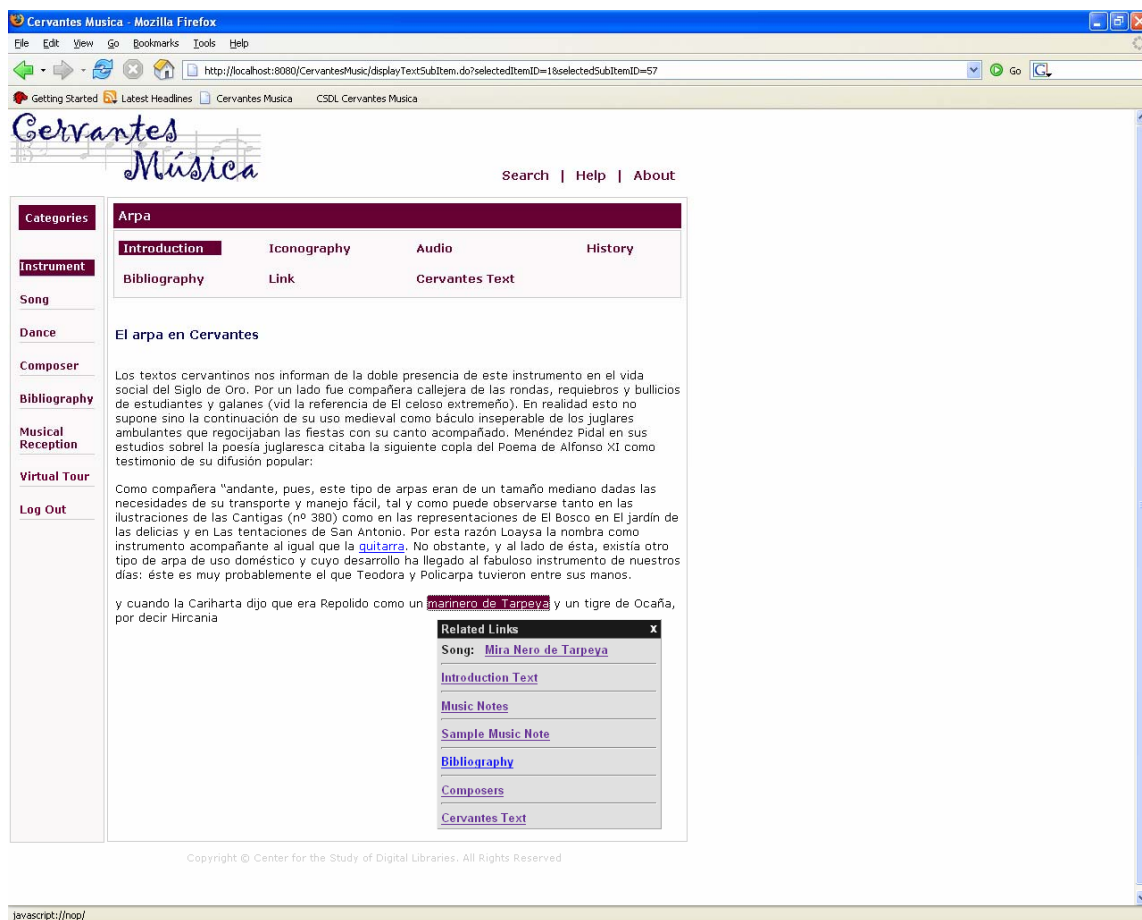 Cervantes Musica - Mozilla Firefox
File Edit View Go Bookmarks Tools Help
http://localhost:8080/CervantesMusic/displayTextSubItem.do?selectedItemID=1&selectedSubItemID=57
Go
Getting Started Latest Headlines Cervantes Musica CSDL Cervantes Musica
Cervantes
Música
Search | Help | About
Categories
Instrument
Song
Dance
Composer
Bibliography
Musical
Reception
Virtual Tour
Log Out
Arpa
Introduction Iconography Audio History
Bibliography Link Cervantes Text
El arpa en Cervantes
Los textos cervantinos nos informan de la doble presencia de este instrumento en el vida
social del Siglo de Oro. Por un lado fue compañera callejera de las rondas, requiebros y bullicios
de estudiantes y galanes (vid la referencia de El celoso extremeño). En realidad esto no
supone sino la continuación de su uso medieval como báculo inseperable de los juglares
ambulantes que regocijaban las fiestas con su canto acompañado. Menéndez Pidal en sus
estudios sobrel la poesía juglaresca citaba la siguiente copla del Poema de Alfonso XI como
testimonio de su difusión popular:
Como compañera “andante, pues, este tipo de arpas eran de un tamaño mediano dadas las
necesidades de su transporte y manejo fácil, tal y como puede observarse tanto en las
ilustraciones de las Cantigas (nº 380) como en las representaciones de El Bosco en El jardín de
las delicias y en Las tentaciones de San Antonio. Por esta razón Loaysa la nombra como
instrumento acompañante al igual que la guitarra. No obstante, y al lado de ésta, existía otro
tipo de arpa de uso doméstico y cuyo desarrollo ha llegado al fabuloso instrumento de nuestros
días: éste es muy probablemente el que Teodora y Policarpa tuvieron entre sus manos.
y cuando la Cariharta dijo que era Repolido como un marinero de Tarpeya y un tigre de Ocaña,
por decir Hircania
Related Links x
Song: Mira Nero de Tarpeya
Introduction Text
Music Notes
Sample Music Note
Bibliography
Composers
Cervantes Text
Copyright © Center for the Study of Digital Libraries. All Rights Reserved
javascript://nop/